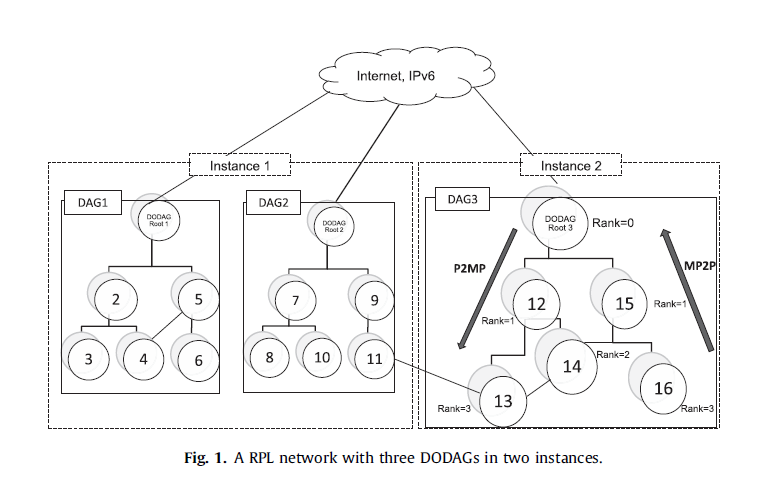 Internet, IPv6
Instance 1
Instance 2
DAG1
DAG2
DAG3
DODAG
Root 1
DODAG
Root 2
DODAG
Root 3
Rank=0
P2MP
MP2P
2
5
7
9
12
15
Rank=1
Rank=1
3
4
6
8
10
11
14
Rank=2
13
16
Rank=3
Rank=3
Fig. 1. A RPL network with three DODAGs in two instances.